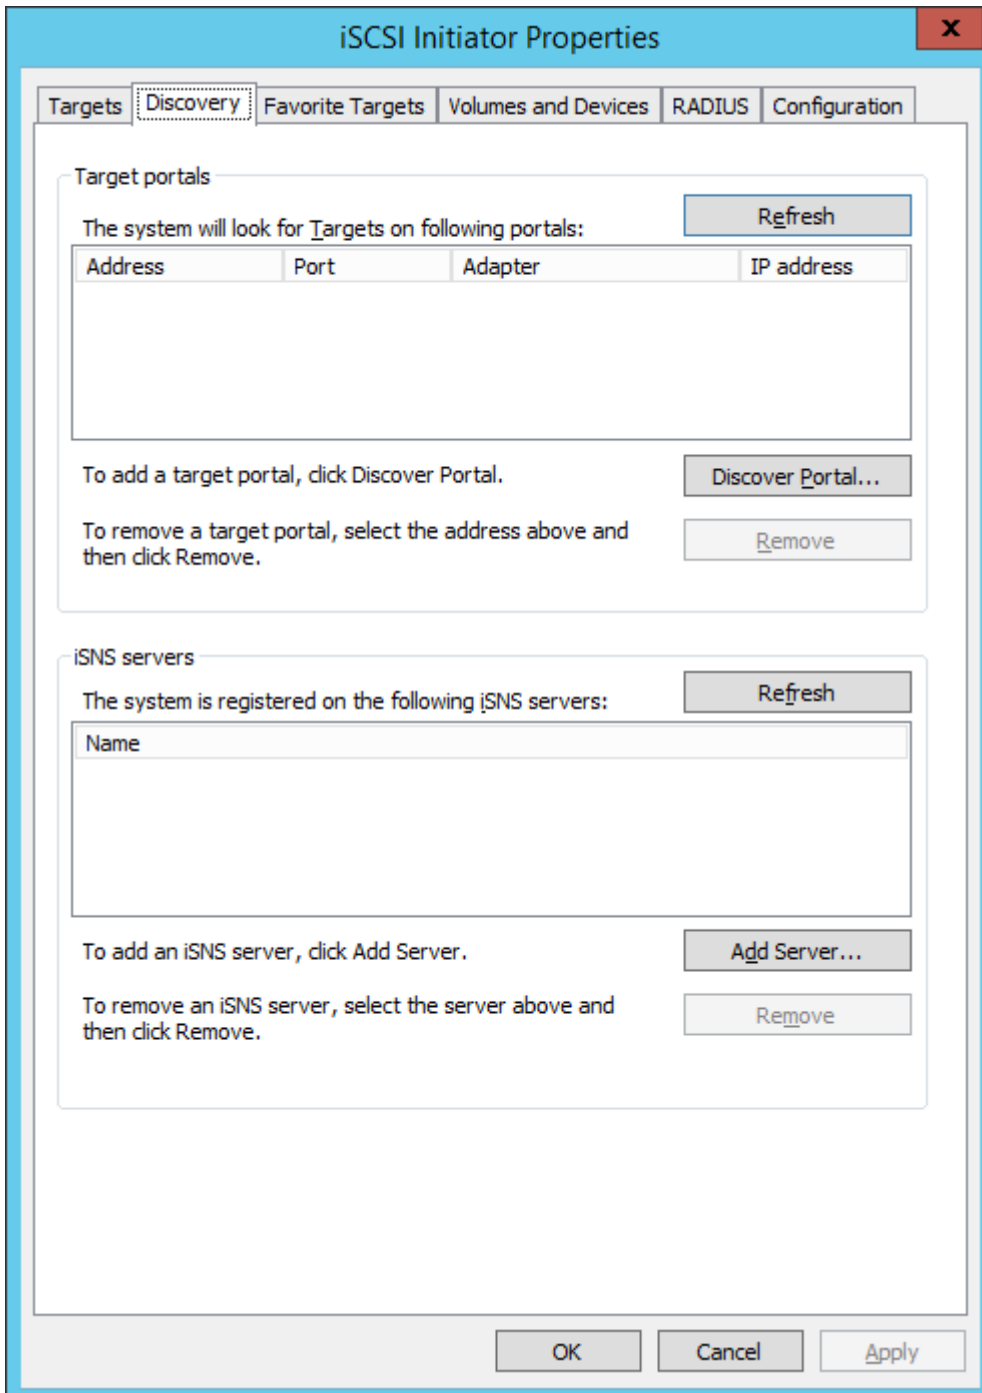 iSCSI Initiator Properties
x
Targets Discovery Favorite Targets Volumes and Devices RADIUS Configuration
Target portals
The system will look for Targets on following portals:
Refresh
Address Port Adapter IP address
To add a target portal, click Discover Portal.
Discover Portal...
To remove a target portal, select the address above and
then click Remove.
Remove
iSNS servers
The system is registered on the following iSNS servers:
Refresh
Name
To add an iSNS server, click Add Server.
Add Server...
To remove an iSNS server, select the server above and
then click Remove.
Remove
OK Cancel Apply